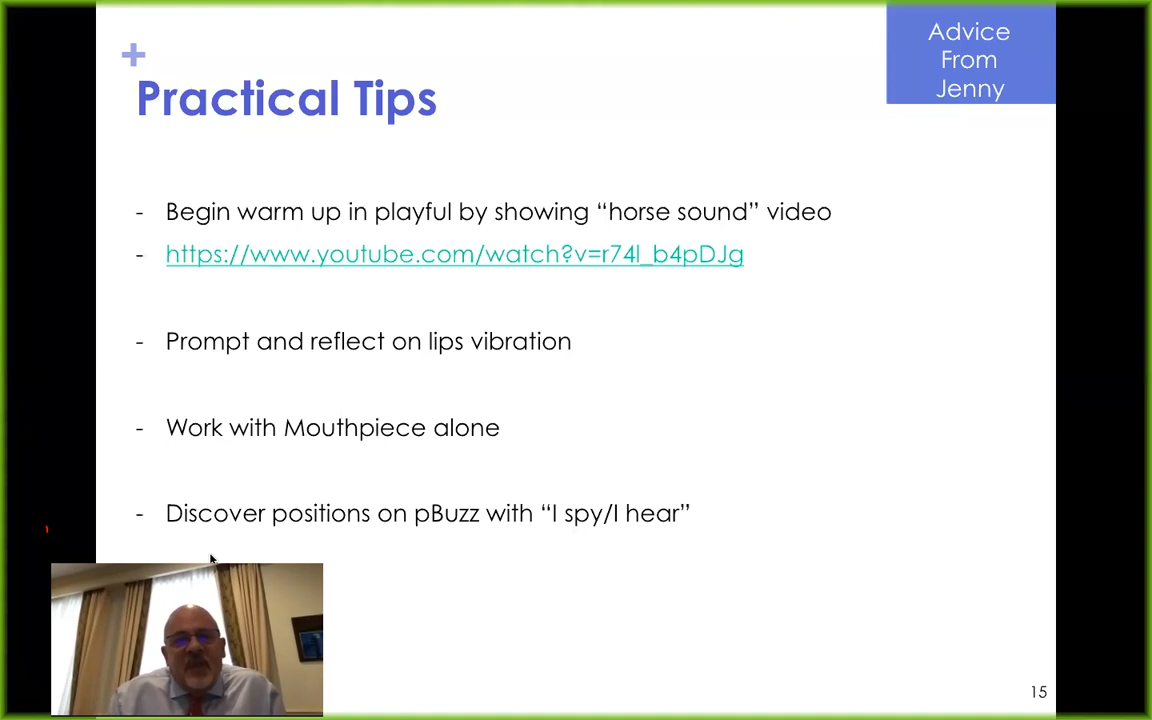 Advice
From
Jenny
+
Practical Tips
- Begin warm up in playful by showing “horse sound” video
- https://www.youtube.com/watch?v=r74l_b4pDJg
- Prompt and reflect on lips vibration
- Work with Mouthpiece alone
- Discover positions on pBuzz with “I spy/I hear”
15